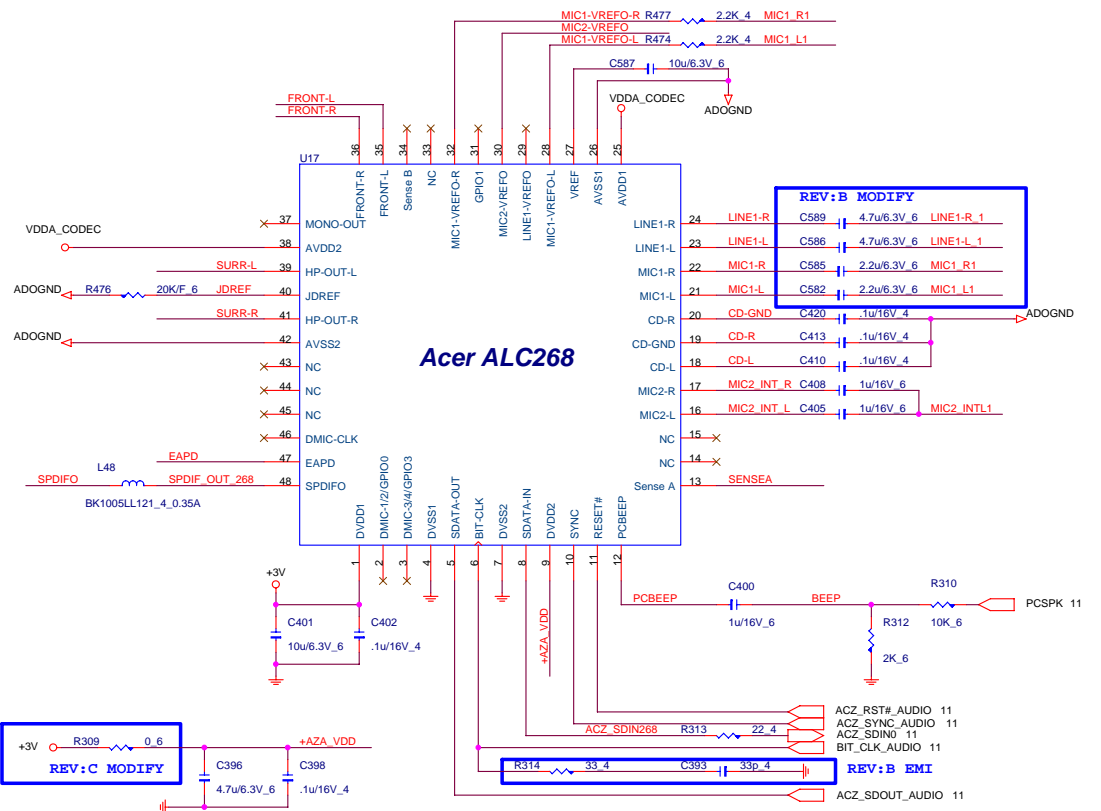 MIC1-VREFO-R R477 2.2K_4 MIC1_R1
MIC2-VREFO
MIC1-VREFO-L R474 2.2K_4 MIC1_L1
C587 10u/6.3V_6
VDDA_CODEC
ADOGND
FRONT-L
FRONT-R
36 35 34 33 32 31 30 29 28 27 26 25
U17
FRONT-R
FRONT-L
Sense B
NC
MIC1-VREFO-R
GPIO1
MIC2-VREFO
LINE1-VREFO
MIC1-VREFO-L
VREF
AVSS1
AVDD1
REV:B MODIFY
37 MONO-OUT
VDDA_CODEC
38 AVDD2
SURR-L 39 HP-OUT-L
ADOGND R476 20K/F_6 JDREF 40 JDREF
SURR-R 41 HP-OUT-R
ADOGND 42 AVSS2
43 NC
44 NC
45 NC
46 DMIC-CLK
EAPD 47 EAPD
SPDIFO L48 SPDIF_OUT_268 48 SPDIFO
BK1005LL121_4_0.35A
Acer ALC268
LINE1-R 24 LINE1-R C589 4.7u/6.3V_6 LINE1-R_1
LINE1-L 23 LINE1-L C586 4.7u/6.3V_6 LINE1-L_1
MIC1-R 22 MIC1-R C585 2.2u/6.3V_6 MIC1_R1
MIC1-L 21 MIC1-L C582 2.2u/6.3V_6 MIC1_L1
CD-R 20 CD-GND C420 .1u/16V_4 ADOGND
CD-GND 19 CD-R C413 .1u/16V_4
CD-L 18 CD-L C410 .1u/16V_4
MIC2-R 17 MIC2_INT_R C408 1u/16V_6
MIC2-L 16 MIC2_INT_L C405 1u/16V_6 MIC2_INTL1
NC 15
NC 14
Sense A 13 SENSEA
DVDD1
DMIC-1/2/GPIO0
DMIC-3/4/GPIO3
DVSS1
SDATA-OUT
BIT-CLK
DVSS2
SDATA-IN
DVDD2
SYNC
RESET#
PCBEEP
1 2 3 4 5 6 7 8 9 10 11 12
+3V
C401
10u/6.3V_6
C402
.1u/16V_4
+AZA_VDD
PCBEEP C400 BEEP R310 PCSPK 11
1u/16V_6
10K_6
R312
2K_6
ACZ_RST#_AUDIO 11
ACZ_SYNC_AUDIO 11
ACZ_SDIN268 R313 22_4 ACZ_SDIN0 11
BIT_CLK_AUDIO 11
R314 33_4 C393 33p_4 REV:B EMI
ACZ_SDOUT_AUDIO 11
+3V R309 0_6 +AZA_VDD
REV:C MODIFY
C396
4.7u/6.3V_6
C398
.1u/16V_4